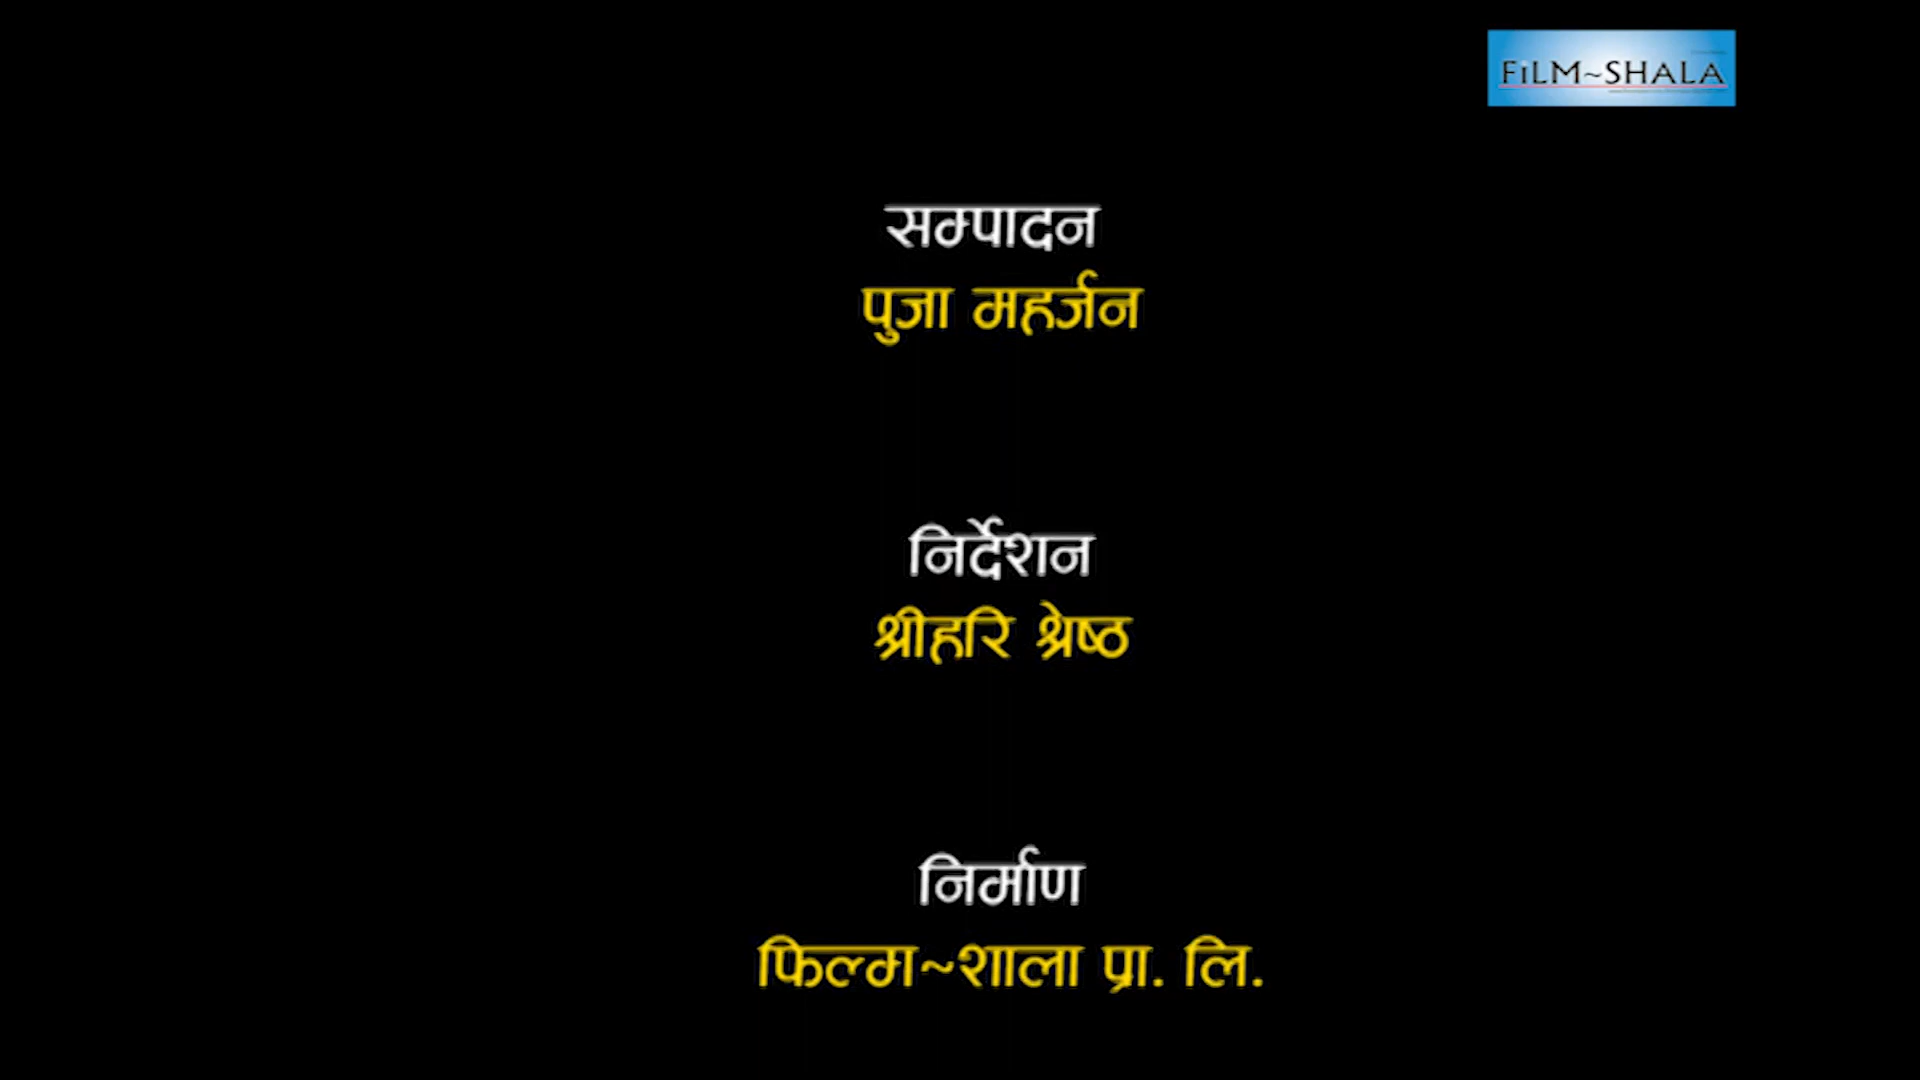 FiLM~SHALA
सम्पादन
पुजा महर्जन
निर्देशन
श्रीहरि श्रेष्ठ
निर्माण
फिल्म~शाला प्रा. लि.